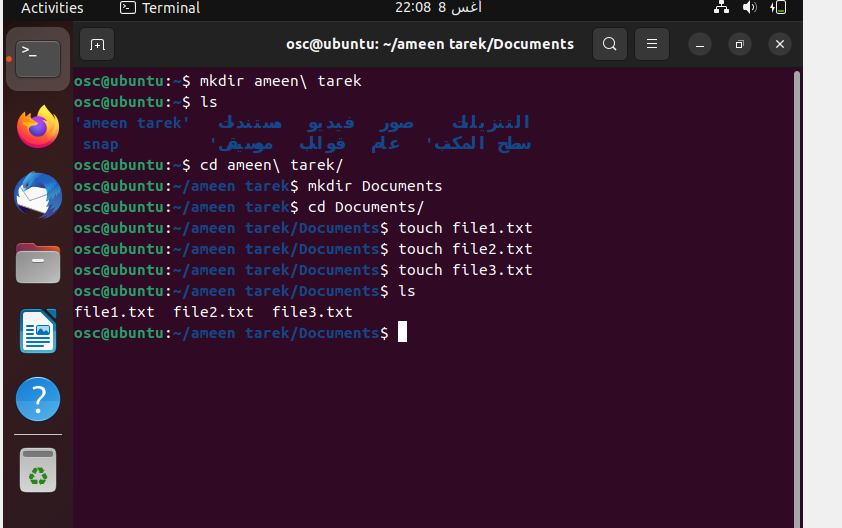 Activities Terminal 22:08 8 أغس
osc@ubuntu: ~/ameen tarek/Documents
osc@ubuntu:~$ mkdir ameen\ tarek
osc@ubuntu:~$ ls
'ameen tarek' مستندات فيديو صور التنزيلات
snap 'سطح المكتب' عام قوالب موسيقى
osc@ubuntu:~$ cd ameen\ tarek/
osc@ubuntu:~/ameen tarek$ mkdir Documents
osc@ubuntu:~/ameen tarek$ cd Documents/
osc@ubuntu:~/ameen tarek/Documents$ touch file1.txt
osc@ubuntu:~/ameen tarek/Documents$ touch file2.txt
osc@ubuntu:~/ameen tarek/Documents$ touch file3.txt
osc@ubuntu:~/ameen tarek/Documents$ ls
file1.txt file2.txt file3.txt
osc@ubuntu:~/ameen tarek/Documents$